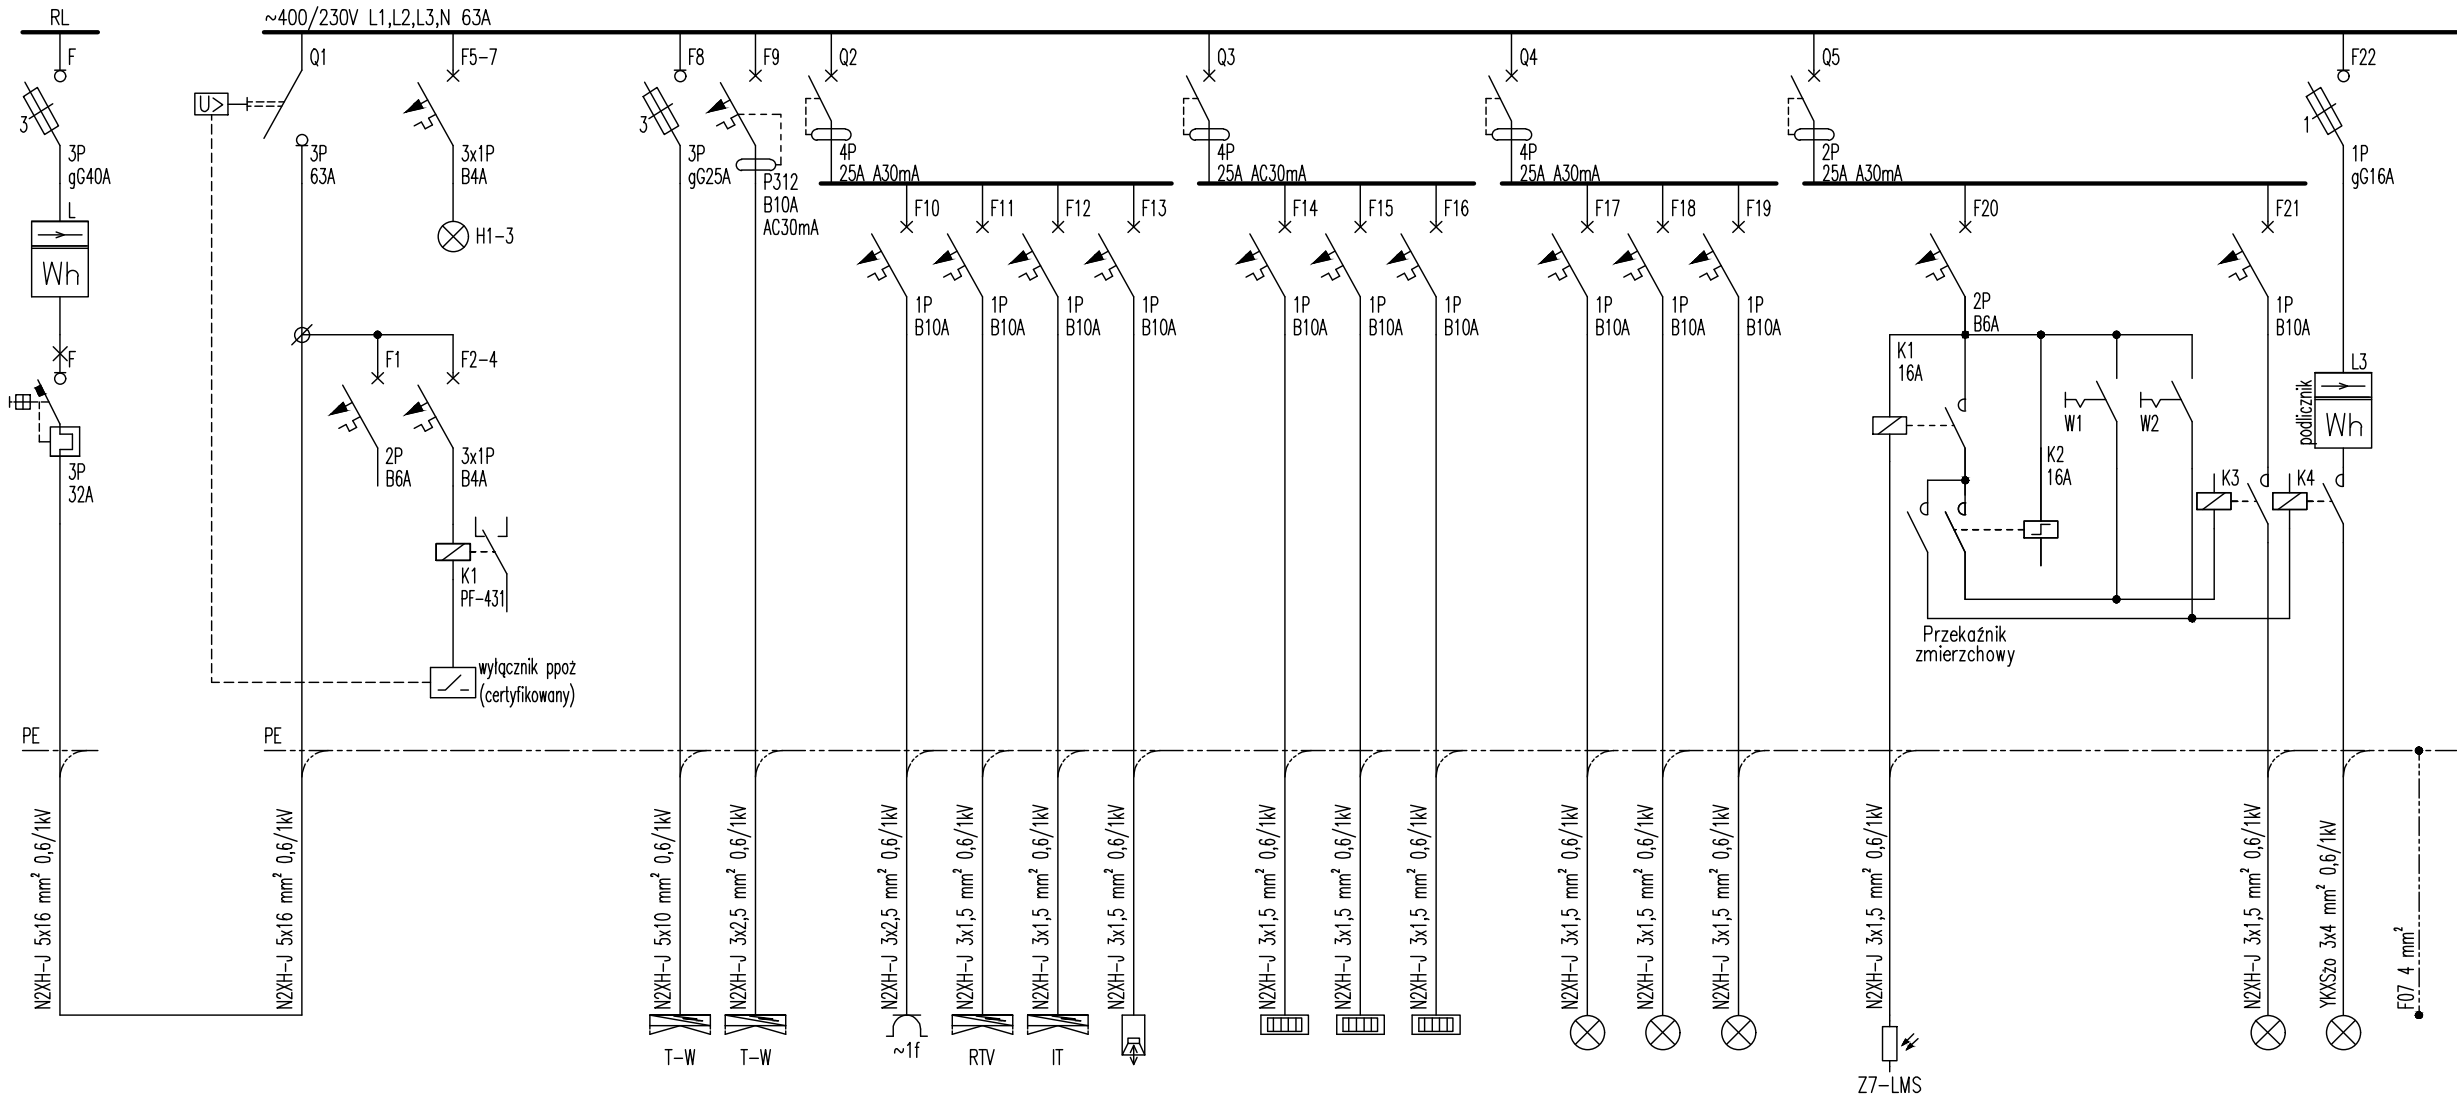 RL
~400/230V L1,L2,L3,N 63A
F
Q1
F5-7
F8
F9
Q2
Q3
Q4
Q5
F22
U>
3
3
1
3P
gG40A
3P
63A
3x1P
B4A
3P
gG25A
P312
B10A
AC30mA
4P
25A A30mA
4P
25A AC30mA
4P
25A A30mA
2P
25A A30mA
1P
gG16A
L
Wh
H1-3
F10
F11
F12
F13
F14
F15
F16
F17
F18
F19
F20
F21
1P
B10A
1P
B10A
1P
B10A
1P
B10A
1P
B10A
1P
B10A
1P
B10A
1P
B10A
1P
B10A
1P
B10A
2P
B6A
1P
B10A
F
F1
F2-4
K1
16A
L3
podlicznik
Wh
W1
W2
3P
32A
2P
B6A
3x1P
B4A
K2
16A
K3
K4
K1
PF-431
Przekaźnik
zmierzchowy
wyłącznik ppoż
(certyfikowany)
PE
PE
N2XH-J 5x16 mm² 0,6/1kV
N2XH-J 5x16 mm² 0,6/1kV
N2XH-J 5x10 mm² 0,6/1kV
N2XH-J 3x2,5 mm² 0,6/1kV
N2XH-J 3x2,5 mm² 0,6/1kV
N2XH-J 3x1,5 mm² 0,6/1kV
N2XH-J 3x1,5 mm² 0,6/1kV
N2XH-J 3x1,5 mm² 0,6/1kV
N2XH-J 3x1,5 mm² 0,6/1kV
N2XH-J 3x1,5 mm² 0,6/1kV
N2XH-J 3x1,5 mm² 0,6/1kV
N2XH-J 3x1,5 mm² 0,6/1kV
N2XH-J 3x1,5 mm² 0,6/1kV
N2XH-J 3x1,5 mm² 0,6/1kV
N2XH-J 3x1,5 mm² 0,6/1kV
N2XH-J 3x1,5 mm² 0,6/1kV
YKXSżo 3x4 mm² 0,6/1kV
F07 4 mm²
T-W
T-W
~1f
RTV
IT
Z7-LMS